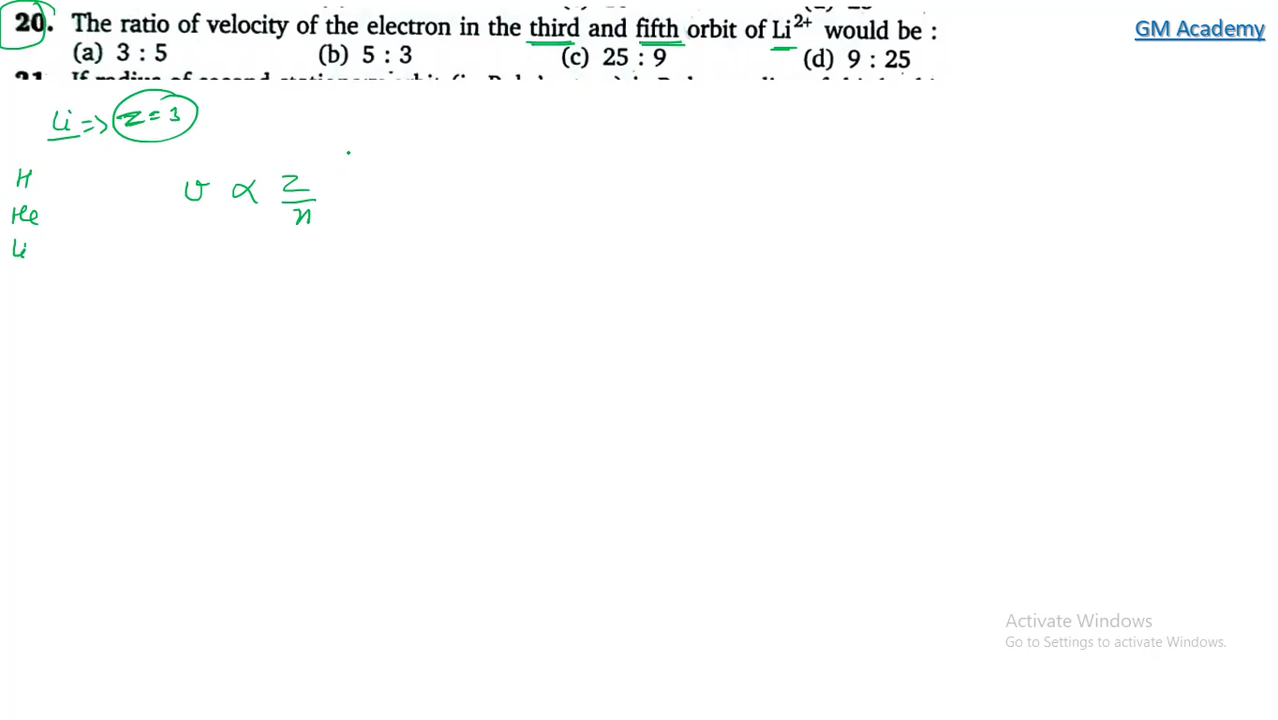 20. The ratio of velocity of the electron in the third and fifth orbit of Li²⁺ would be :
GM Academy
(a) 3 : 5 (b) 5 : 3 (c) 25 : 9 (d) 9 : 25
Li => Z = 3
H
He
Li
v ∝ Z/n
Activate Windows
Go to Settings to activate Windows.